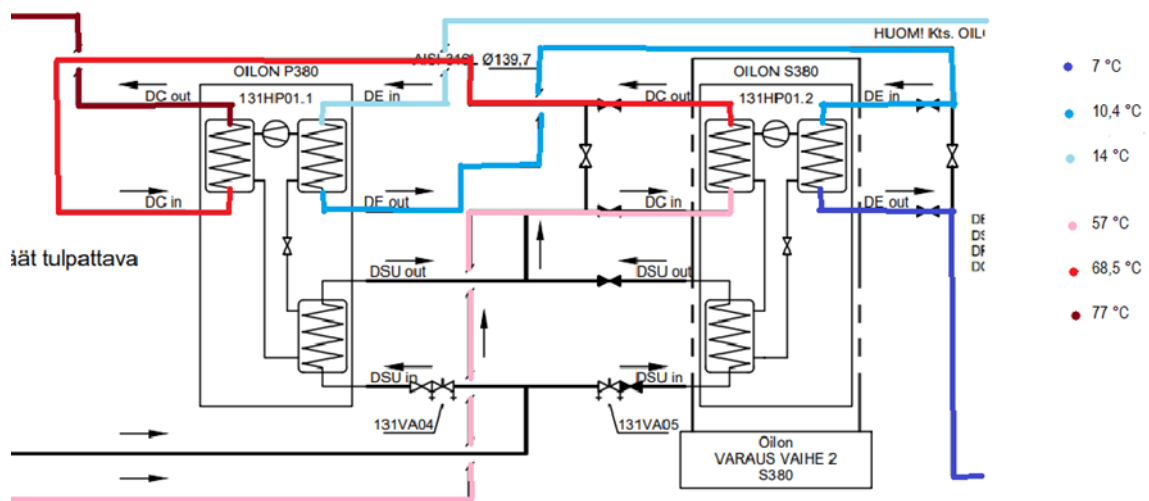 HUOM! Kts. OIL
AISI 316L Ø139,7
OILON P380
OILON S380
7 °C
DC out
131HP01.1
DE in
DC out
131HP01.2
DE in
10,4 °C
14 °C
DC in
DE out
DC in
DE out
57 °C
äät tulpattava
DSU out
DSU out
68,5 °C
77 °C
DSU in
DSU in
131VA04
131VA05
Oilon
VARAUS VAIHE 2
S380